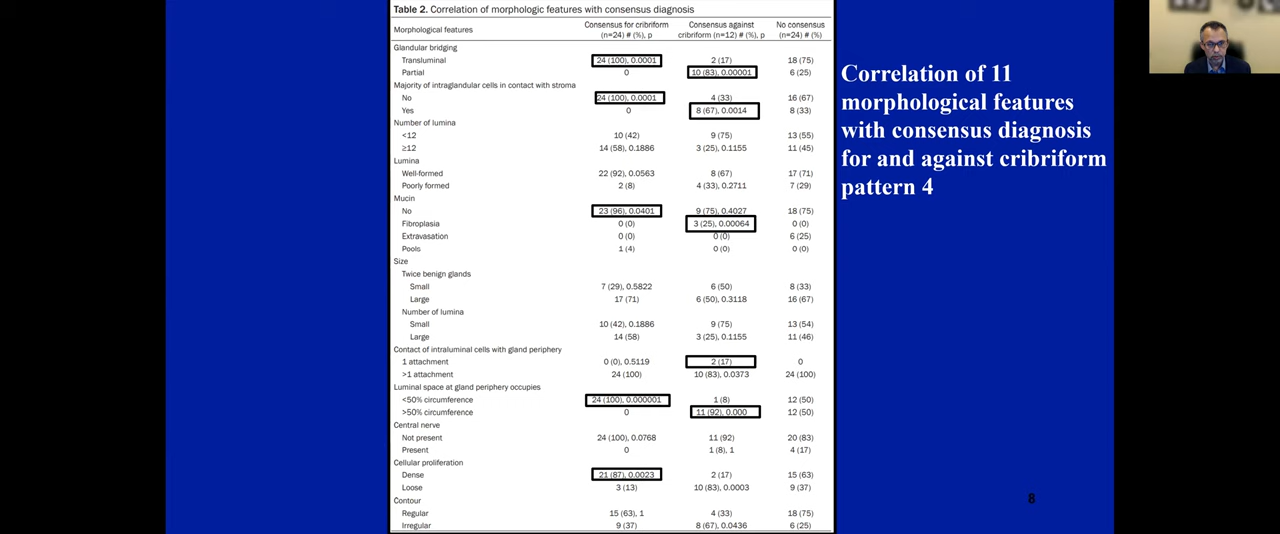 Table 2. Correlation of morphologic features with consensus diagnosis
Morphological features Consensus for cribriform (n=24) # (%), p Consensus against cribriform (n=12) # (%), p No consensus (n=24) # (%)
Glandular bridging
Transluminal 24 (100), 0.0001 2 (17) 18 (75)
Partial 0 10 (83), 0.00001 6 (25)
Majority of intraglandular cells in contact with stroma
No 24 (100), 0.0001 4 (33) 16 (67)
Yes 0 8 (67), 0.0014 8 (33)
Number of lumina
<12 10 (42) 9 (75) 13 (55)
≥12 14 (58), 0.1886 3 (25), 0.1155 11 (45)
Lumina
Well-formed 22 (92), 0.0563 8 (67) 17 (71)
Poorly formed 2 (8) 4 (33), 0.2711 7 (29)
Mucin
No 23 (96), 0.0401 9 (75), 0.4027 18 (75)
Fibroplasia 0 (0) 3 (25), 0.00064 0 (0)
Extravasation 0 (0) 0 (0) 6 (25)
Pools 1 (4) 0 (0) 0 (0)
Size
Twice benign glands
Small 7 (29), 0.5822 6 (50) 8 (33)
Large 17 (71) 6 (50), 0.3118 16 (67)
Number of lumina
Small 10 (42), 0.1886 9 (75) 13 (54)
Large 14 (58) 3 (25), 0.1155 11 (46)
Contact of intraluminal cells with gland periphery
1 attachment 0 (0), 0.5119 2 (17) 0
>1 attachment 24 (100) 10 (83), 0.0373 24 (100)
Luminal space at gland periphery occupies
<50% circumference 24 (100), 0.000001 1 (8) 12 (50)
>50% circumference 0 11 (92), 0.000 12 (50)
Central nerve
Not present 24 (100), 0.0768 11 (92) 20 (83)
Present 0 1 (8), 1 4 (17)
Cellular proliferation
Dense 21 (87), 0.0023 2 (17) 15 (63)
Loose 3 (13) 10 (83), 0.0003 9 (37)
Contour
Regular 15 (63), 1 4 (33) 18 (75)
Irregular 9 (37) 8 (67), 0.0436 6 (25)
Correlation of 11
morphological features
with consensus diagnosis
for and against cribriform
pattern 4
8